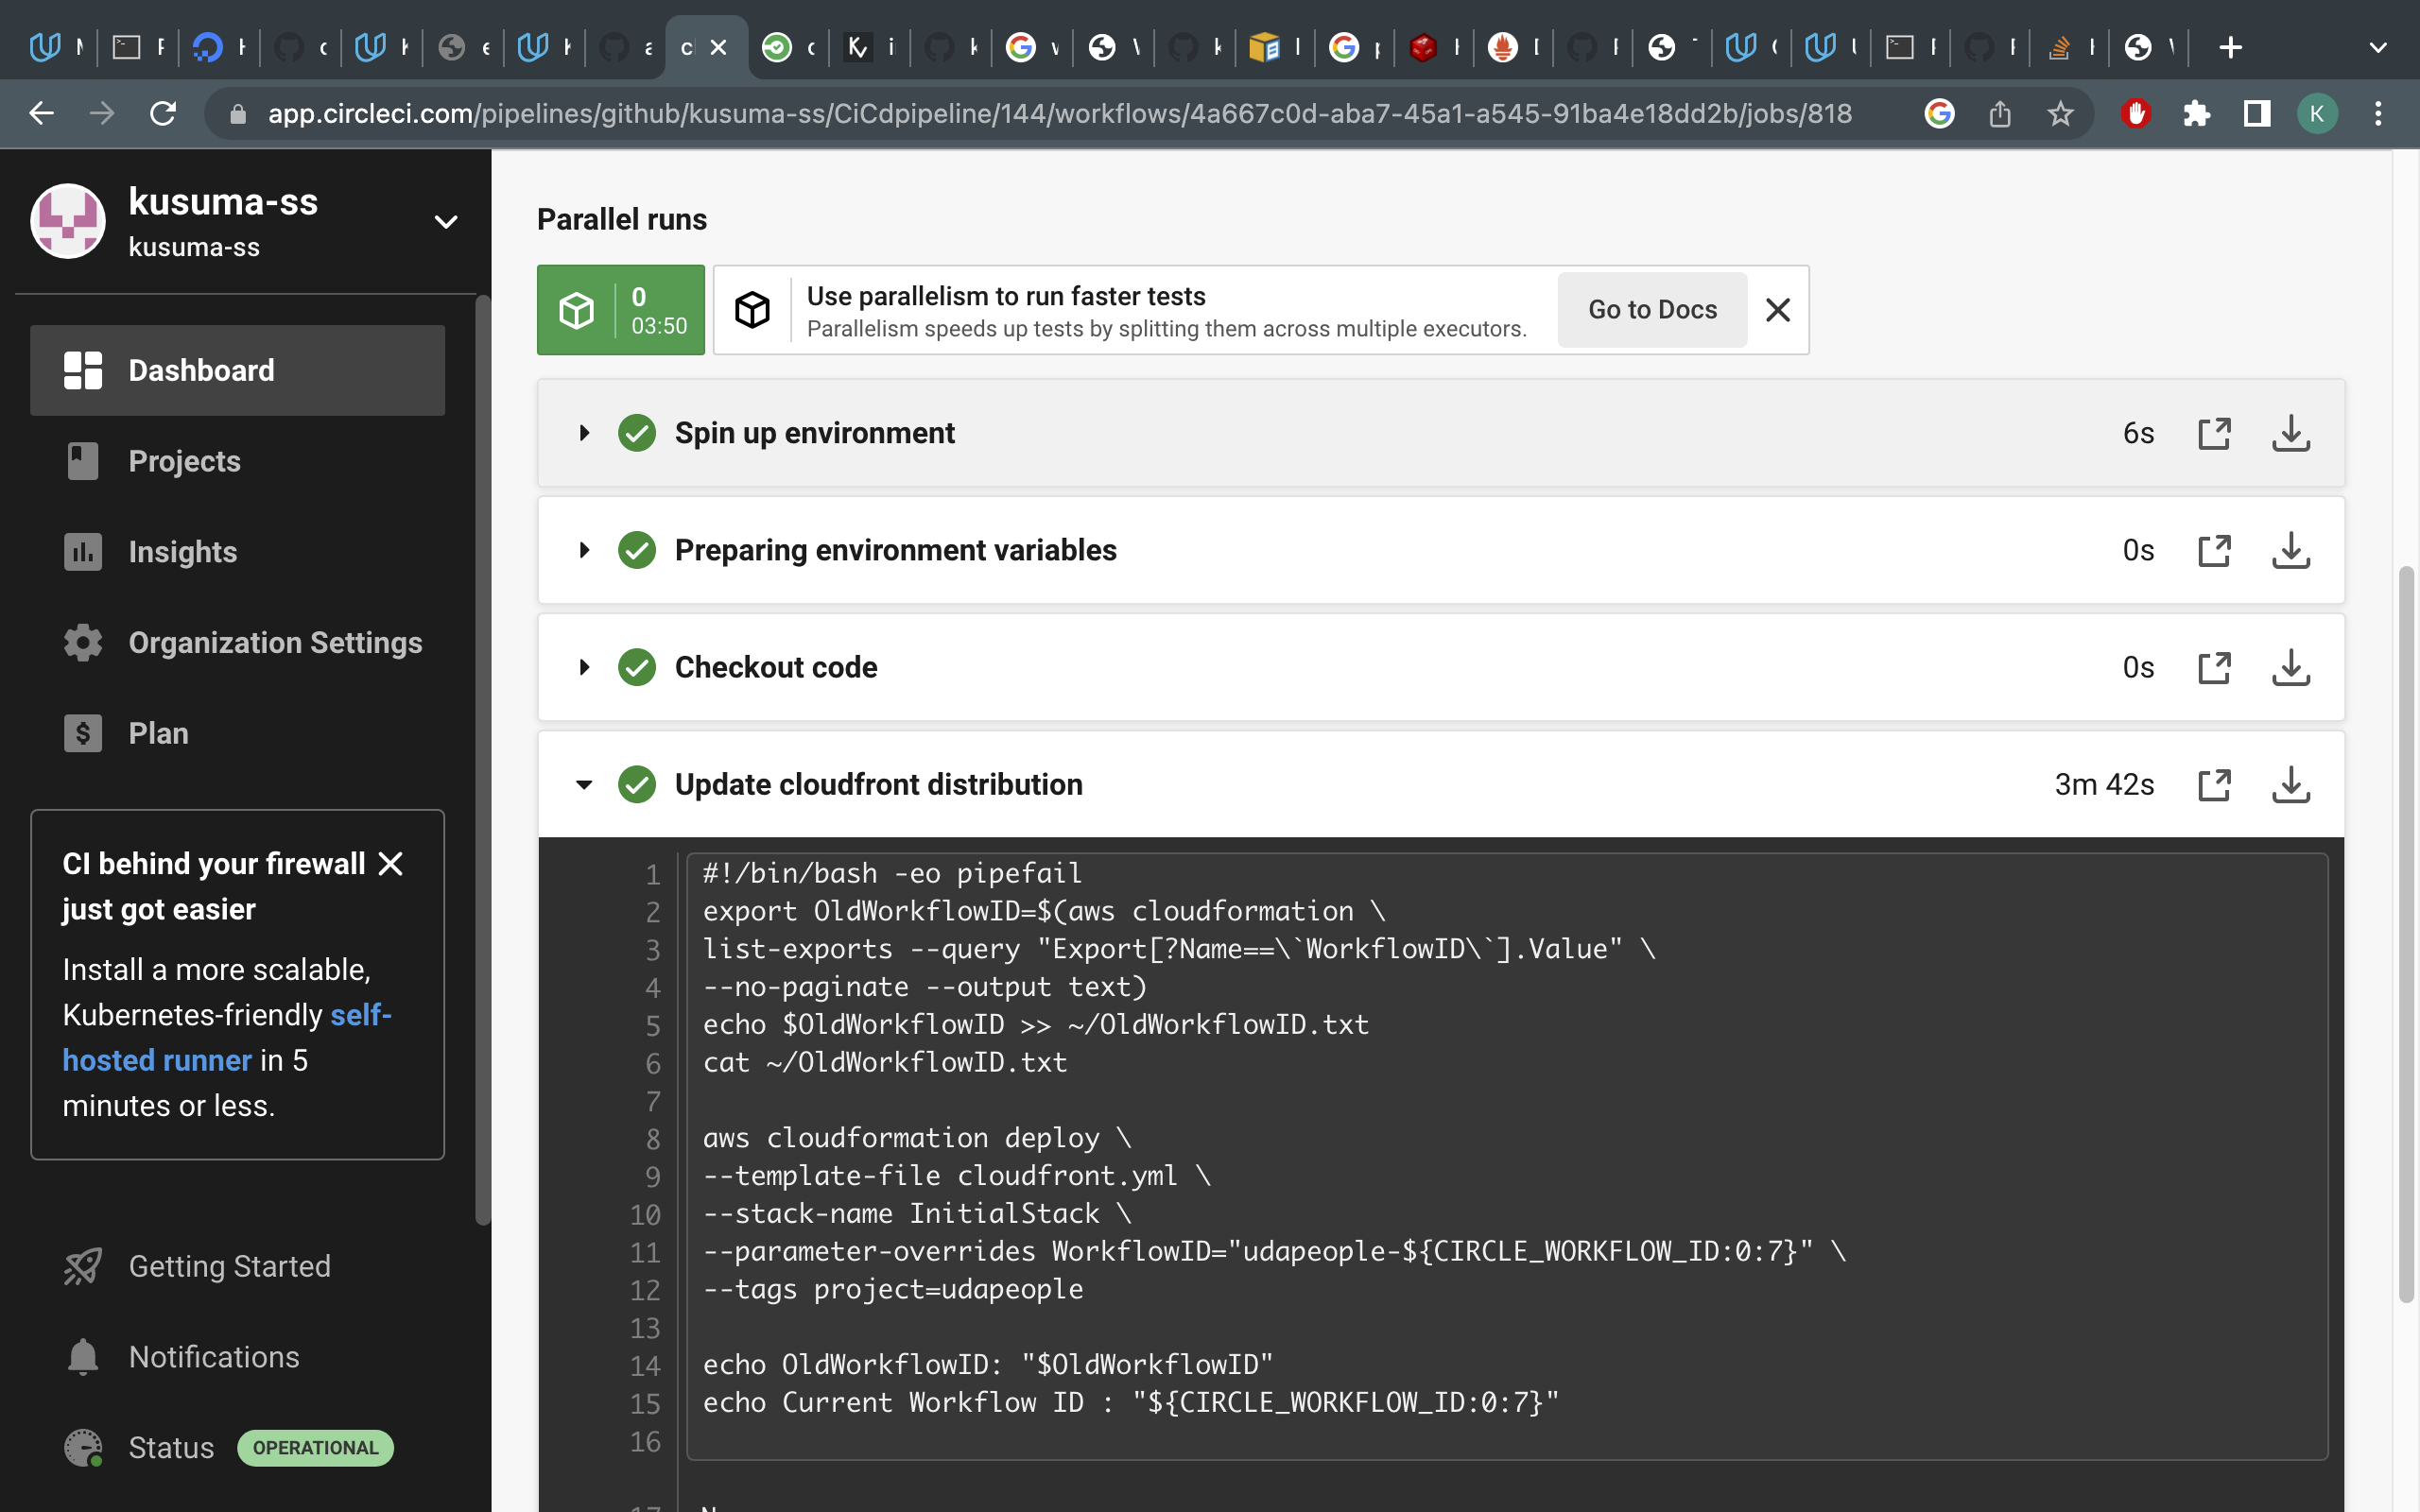 app.circleci.com/pipelines/github/kusuma-ss/CiCdpipeline/144/workflows/4a667c0d-aba7-45a1-a545-91ba4e18dd2b/jobs/818
K
kusuma-ss
kusuma-ss
Dashboard
Projects
Insights
Organization Settings
Plan
CI behind your firewall
just got easier
Install a more scalable,
Kubernetes-friendly self-
hosted runner in 5
minutes or less.
Getting Started
Notifications
Status OPERATIONAL
Parallel runs
0
03:50
Use parallelism to run faster tests
Parallelism speeds up tests by splitting them across multiple executors.
Go to Docs
Spin up environment 6s
Preparing environment variables 0s
Checkout code 0s
Update cloudfront distribution 3m 42s
1 #!/bin/bash -eo pipefail
2 export OldWorkflowID=$(aws cloudformation \
3 list-exports --query "Export[?Name==\`WorkflowID\`].Value" \
4 --no-paginate --output text)
5 echo $OldWorkflowID >> ~/OldWorkflowID.txt
6 cat ~/OldWorkflowID.txt
7
8 aws cloudformation deploy \
9 --template-file cloudfront.yml \
10 --stack-name InitialStack \
11 --parameter-overrides WorkflowID="udapeople-${CIRCLE_WORKFLOW_ID:0:7}" \
12 --tags project=udapeople
13
14 echo OldWorkflowID: "$OldWorkflowID"
15 echo Current Workflow ID : "${CIRCLE_WORKFLOW_ID:0:7}"
16